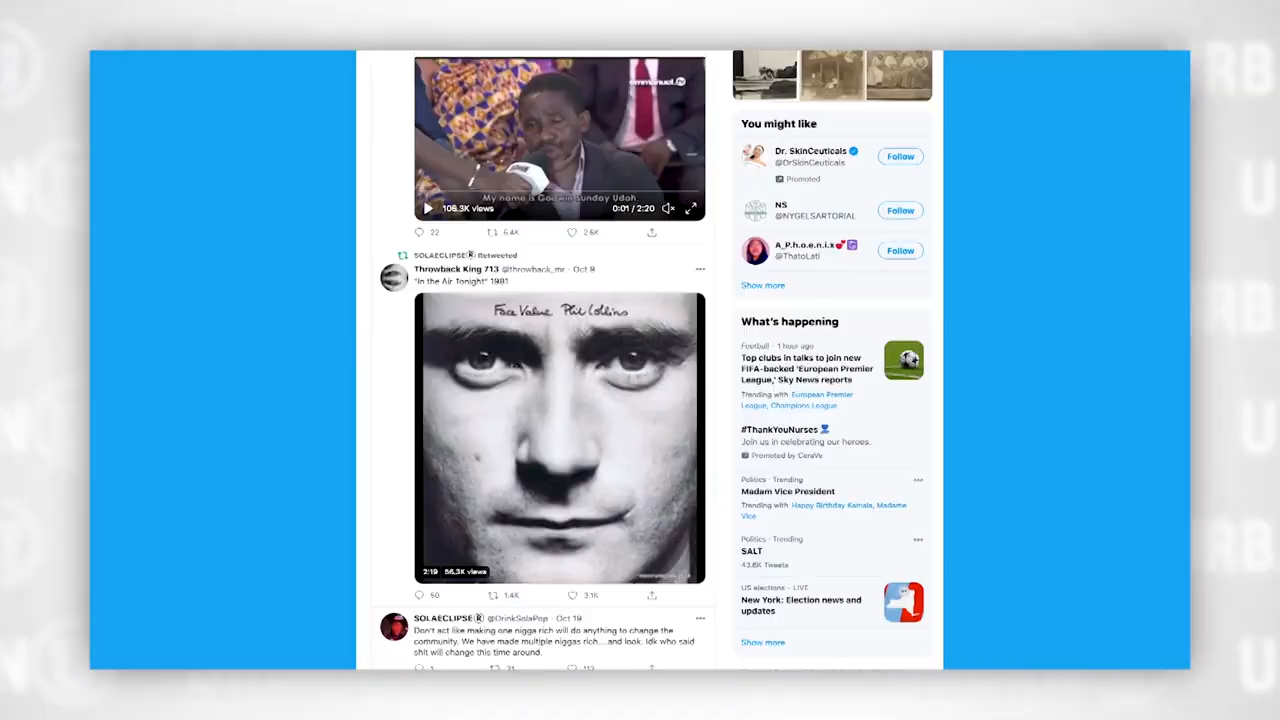 emmanuel.tv
My name is Godwin Sunday Udoh.
106.3K views
0:01 / 2:20
22
6.4K
2.6K
SOLAECLIPSE® Retweeted
Throwback King 713 @throwback_mr · Oct 9
"In the Air Tonight" 1981
Face Value Phil Collins
2:19 56.3K views
50
1.4K
3.1K
SOLAECLIPSE® @DrinkSolaPop · Oct 19
Don't act like making one nigga rich will do anything to change the
community. We have made multiple niggas rich....and look. Idk who said
shit will change this time around.
1
31
113
You might like
Dr. SkinCeuticals
@DrSkinCeuticals
Promoted
Follow
NS
@NYGELSARTORIAL
Follow
A_P.h.o.e.n.i.x💕♏
@ThatoLati
Follow
Show more
What's happening
Football · 1 hour ago
Top clubs in talks to join new
FIFA-backed 'European Premier
League,' Sky News reports
Trending with European Premier
League, Champions League
#ThankYouNurses
Join us in celebrating our heroes.
Promoted by CeraVe
Politics · Trending
Madam Vice President
Trending with Happy Birthday Kamala, Madame
Vice
Politics · Trending
SALT
43.8K Tweets
US elections · LIVE
New York: Election news and
updates
Show more
RB
U